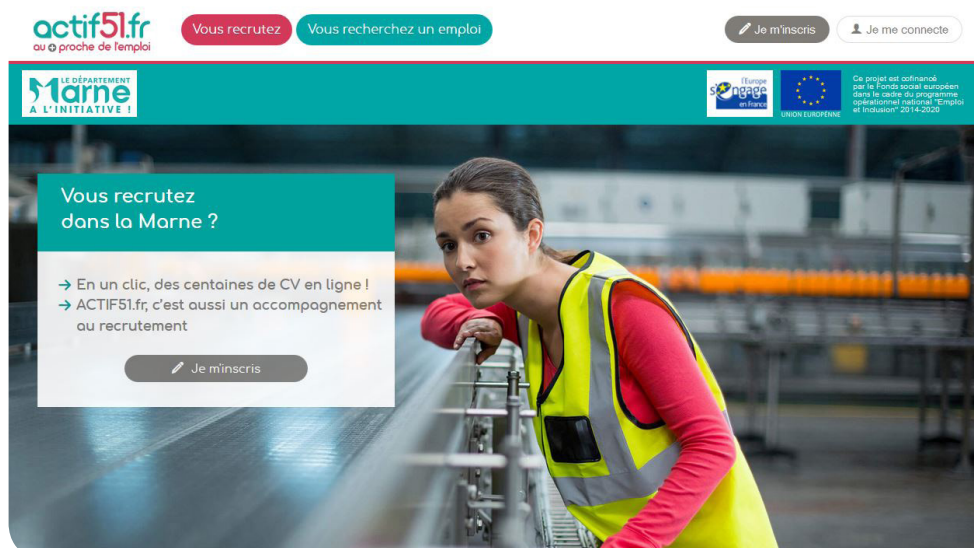 actif51.fr
au proche de l'emploi
Vous recrutez
Vous recherchez un emploi
Je m'inscris
Je me connecte
LE DÉPARTEMENT
Marne
A L'INITIATIVE !
l'Europe
s'engage
en France
UNION EUROPÉNNE
Ce projet est cofinancé
par le Fonds social européen
dans le cadre du programme
opérationnel national "Emploi
et Inclusion" 2014-2020
Vous recrutez
dans la Marne ?
→ En un clic, des centaines de CV en ligne !
→ ACTIF51.fr, c'est aussi un accompagnement
au recrutement
Je m'inscris